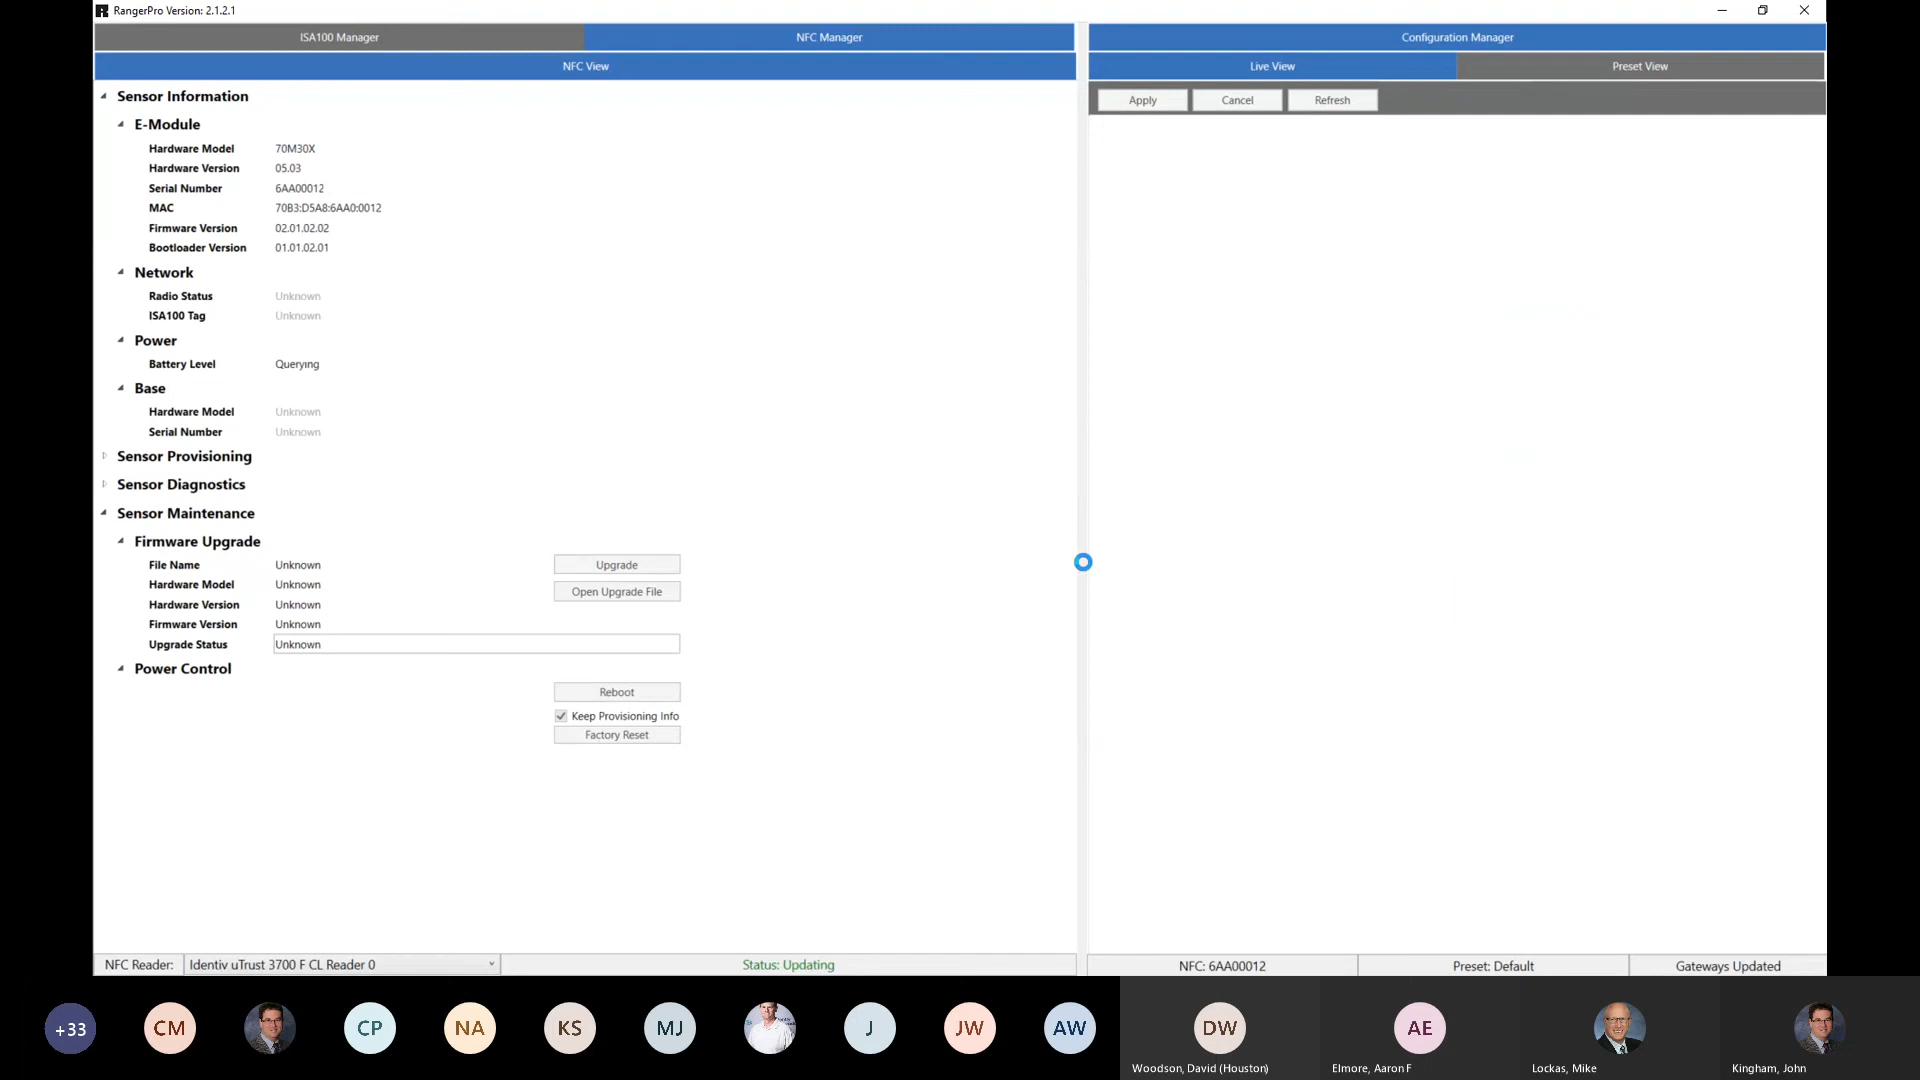 RangerPro Version: 2.1.2.1
ISA100 Manager
NFC Manager
Configuration Manager
NFC View
Live View
Preset View
Apply
Cancel
Refresh
Sensor Information
E-Module
Hardware Model 70M30X
Hardware Version 05.03
Serial Number 6AA00012
MAC 70B3:D5A8:6AA0:0012
Firmware Version 02.01.02.02
Bootloader Version 01.01.02.01
Network
Radio Status Unknown
ISA100 Tag Unknown
Power
Battery Level Querying
Base
Hardware Model Unknown
Serial Number Unknown
Sensor Provisioning
Sensor Diagnostics
Sensor Maintenance
Firmware Upgrade
File Name Unknown
Upgrade
Hardware Model Unknown
Open Upgrade File
Hardware Version Unknown
Firmware Version Unknown
Upgrade Status Unknown
Power Control
Reboot
Keep Provisioning Info
Factory Reset
NFC Reader: Identiv uTrust 3700 F CL Reader 0
Status: Updating
NFC: 6AA00012
Preset: Default
Gateways Updated
+33
CM
CP
NA
KS
MJ
J
JW
AW
DW
AE
Woodson, David (Houston)
Elmore, Aaron F
Lockas, Mike
Kingham, John